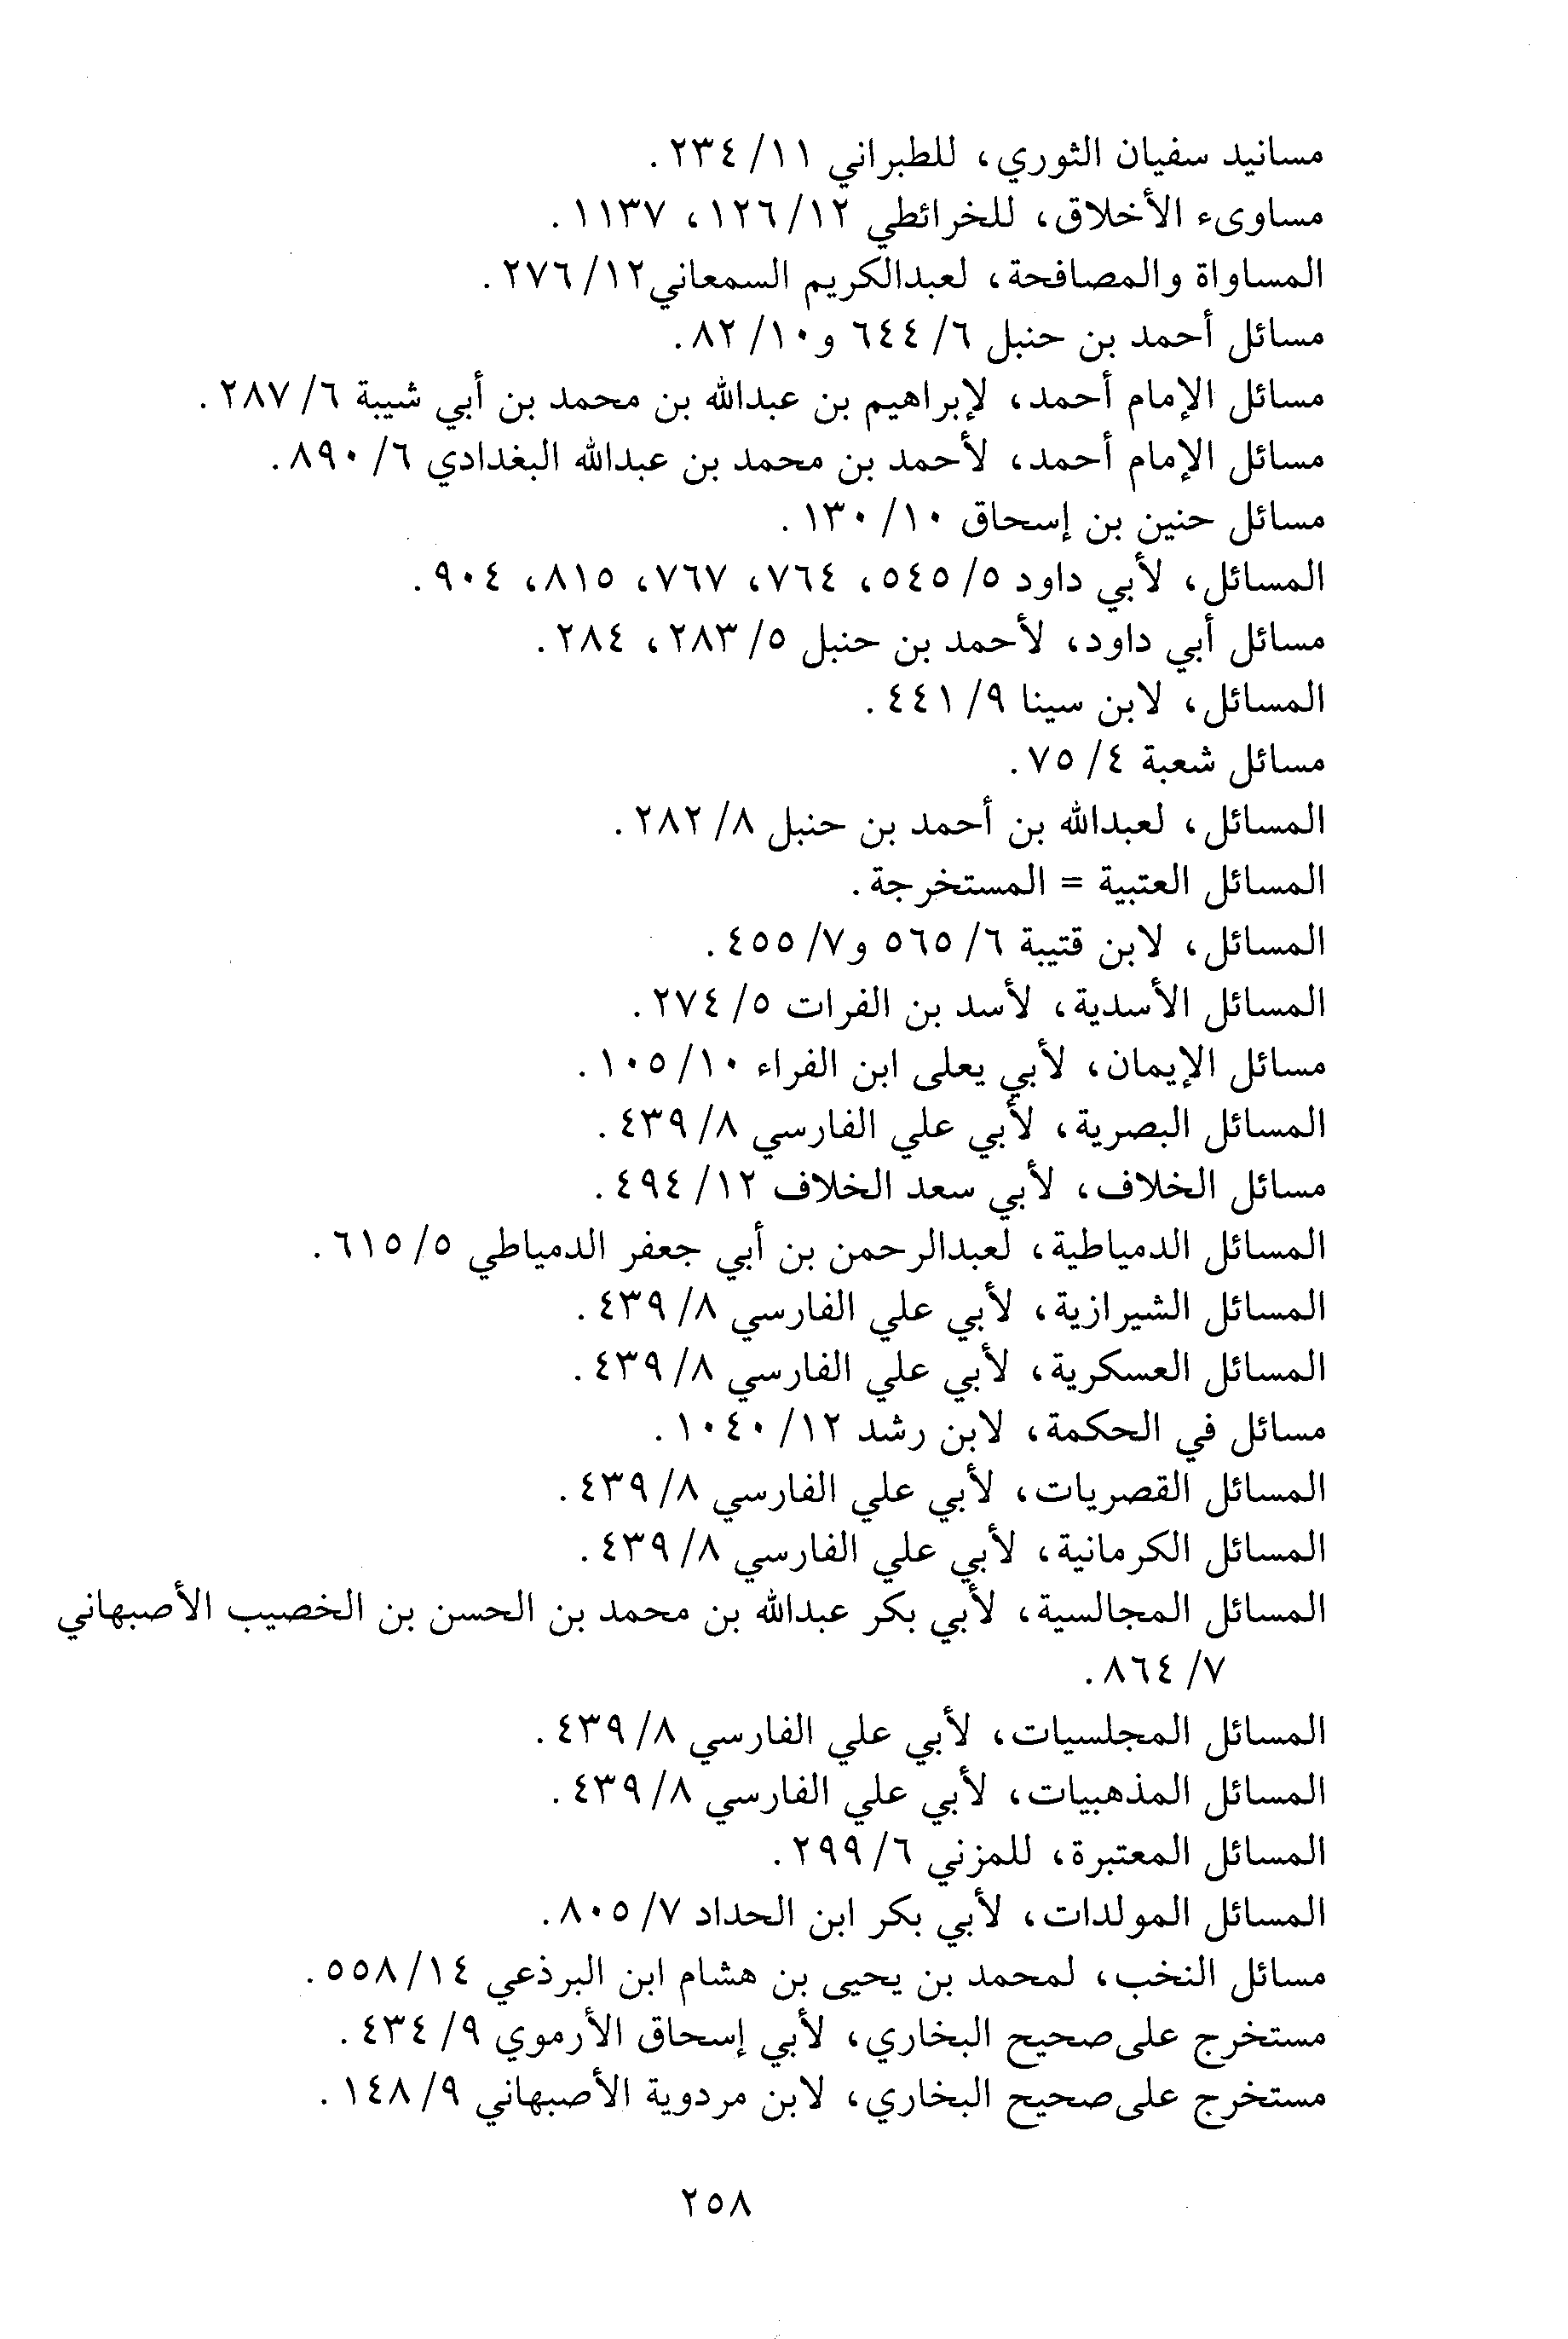 مسانيد سفيان الثوري، للطبراني ١١/ ٢٣٤.
مساوىء الأخلاق، للخرائطي ١٢/ ١٢٦، ١١٣٧.
المساواة والمصافحة، لعبدالكريم السمعاني١٢/ ٢٧٦.
مسائل أحمد بن حنبل ٦/ ٦٤٤ و١٠/ ٨٢.
مسائل الإمام أحمد، لإبراهيم بن عبدالله بن محمد بن أبي شيبة ٦/ ٢٨٧.
مسائل الإمام أحمد، لأحمد بن محمد بن عبدالله البغدادي ٦/ ٨٩٠.
مسائل حنين بن إسحاق ١٠/ ١٣٠.
المسائل، لأبي داود ٥/ ٥٤٥، ٧٦٤، ٧٦٧، ٨١٥، ٩٠٤.
مسائل أبي داود، لأحمد بن حنبل ٥/ ٢٨٣، ٢٨٤.
المسائل، لابن سينا ٩/ ٤٤١.
مسائل شعبة ٤/ ٧٥.
المسائل، لعبدالله بن أحمد بن حنبل ٨/ ٢٨٢.
المسائل العتبية = المستخرجة.
المسائل، لابن قتيبة ٦/ ٥٦٥ و٧/ ٤٥٥.
المسائل الأسدية، لأسد بن الفرات ٥/ ٢٧٤.
مسائل الإيمان، لأبي يعلى ابن الفراء ١٠/ ١٠٥.
المسائل البصرية، لأبي علي الفارسي ٨/ ٤٣٩.
مسائل الخلاف، لأبي سعد الخلاف ١٢/ ٤٩٤.
المسائل الدمياطية، لعبدالرحمن بن أبي جعفر الدمياطي ٥/ ٦١٥.
المسائل الشيرازية، لأبي علي الفارسي ٨/ ٤٣٩.
المسائل العسكرية، لأبي علي الفارسي ٨/ ٤٣٩.
مسائل في الحكمة، لابن رشد ١٢/ ١٠٤٠.
المسائل القصريات، لأبي علي الفارسي ٨/ ٤٣٩.
المسائل الكرمانية، لأبي علي الفارسي ٨/ ٤٣٩.
المسائل المجالسية، لأبي بكر عبدالله بن محمد بن الحسن بن الخصيب الأصبهاني
٧/ ٨٦٤.
المسائل المجلسيات، لأبي علي الفارسي ٨/ ٤٣٩.
المسائل المذهبيات، لأبي علي الفارسي ٨/ ٤٣٩.
المسائل المعتبرة، للمزني ٦/ ٢٩٩.
المسائل المولدات، لأبي بكر ابن الحداد ٧/ ٨٠٥.
مسائل النخب، لمحمد بن يحيى بن هشام ابن البرذعي ١٤/ ٥٥٨.
مستخرج على صحيح البخاري، لأبي إسحاق الأرموي ٩/ ٤٣٤.
مستخرج على صحيح البخاري، لابن مردوية الأصبهاني ٩/ ١٤٨.
٢٥٨